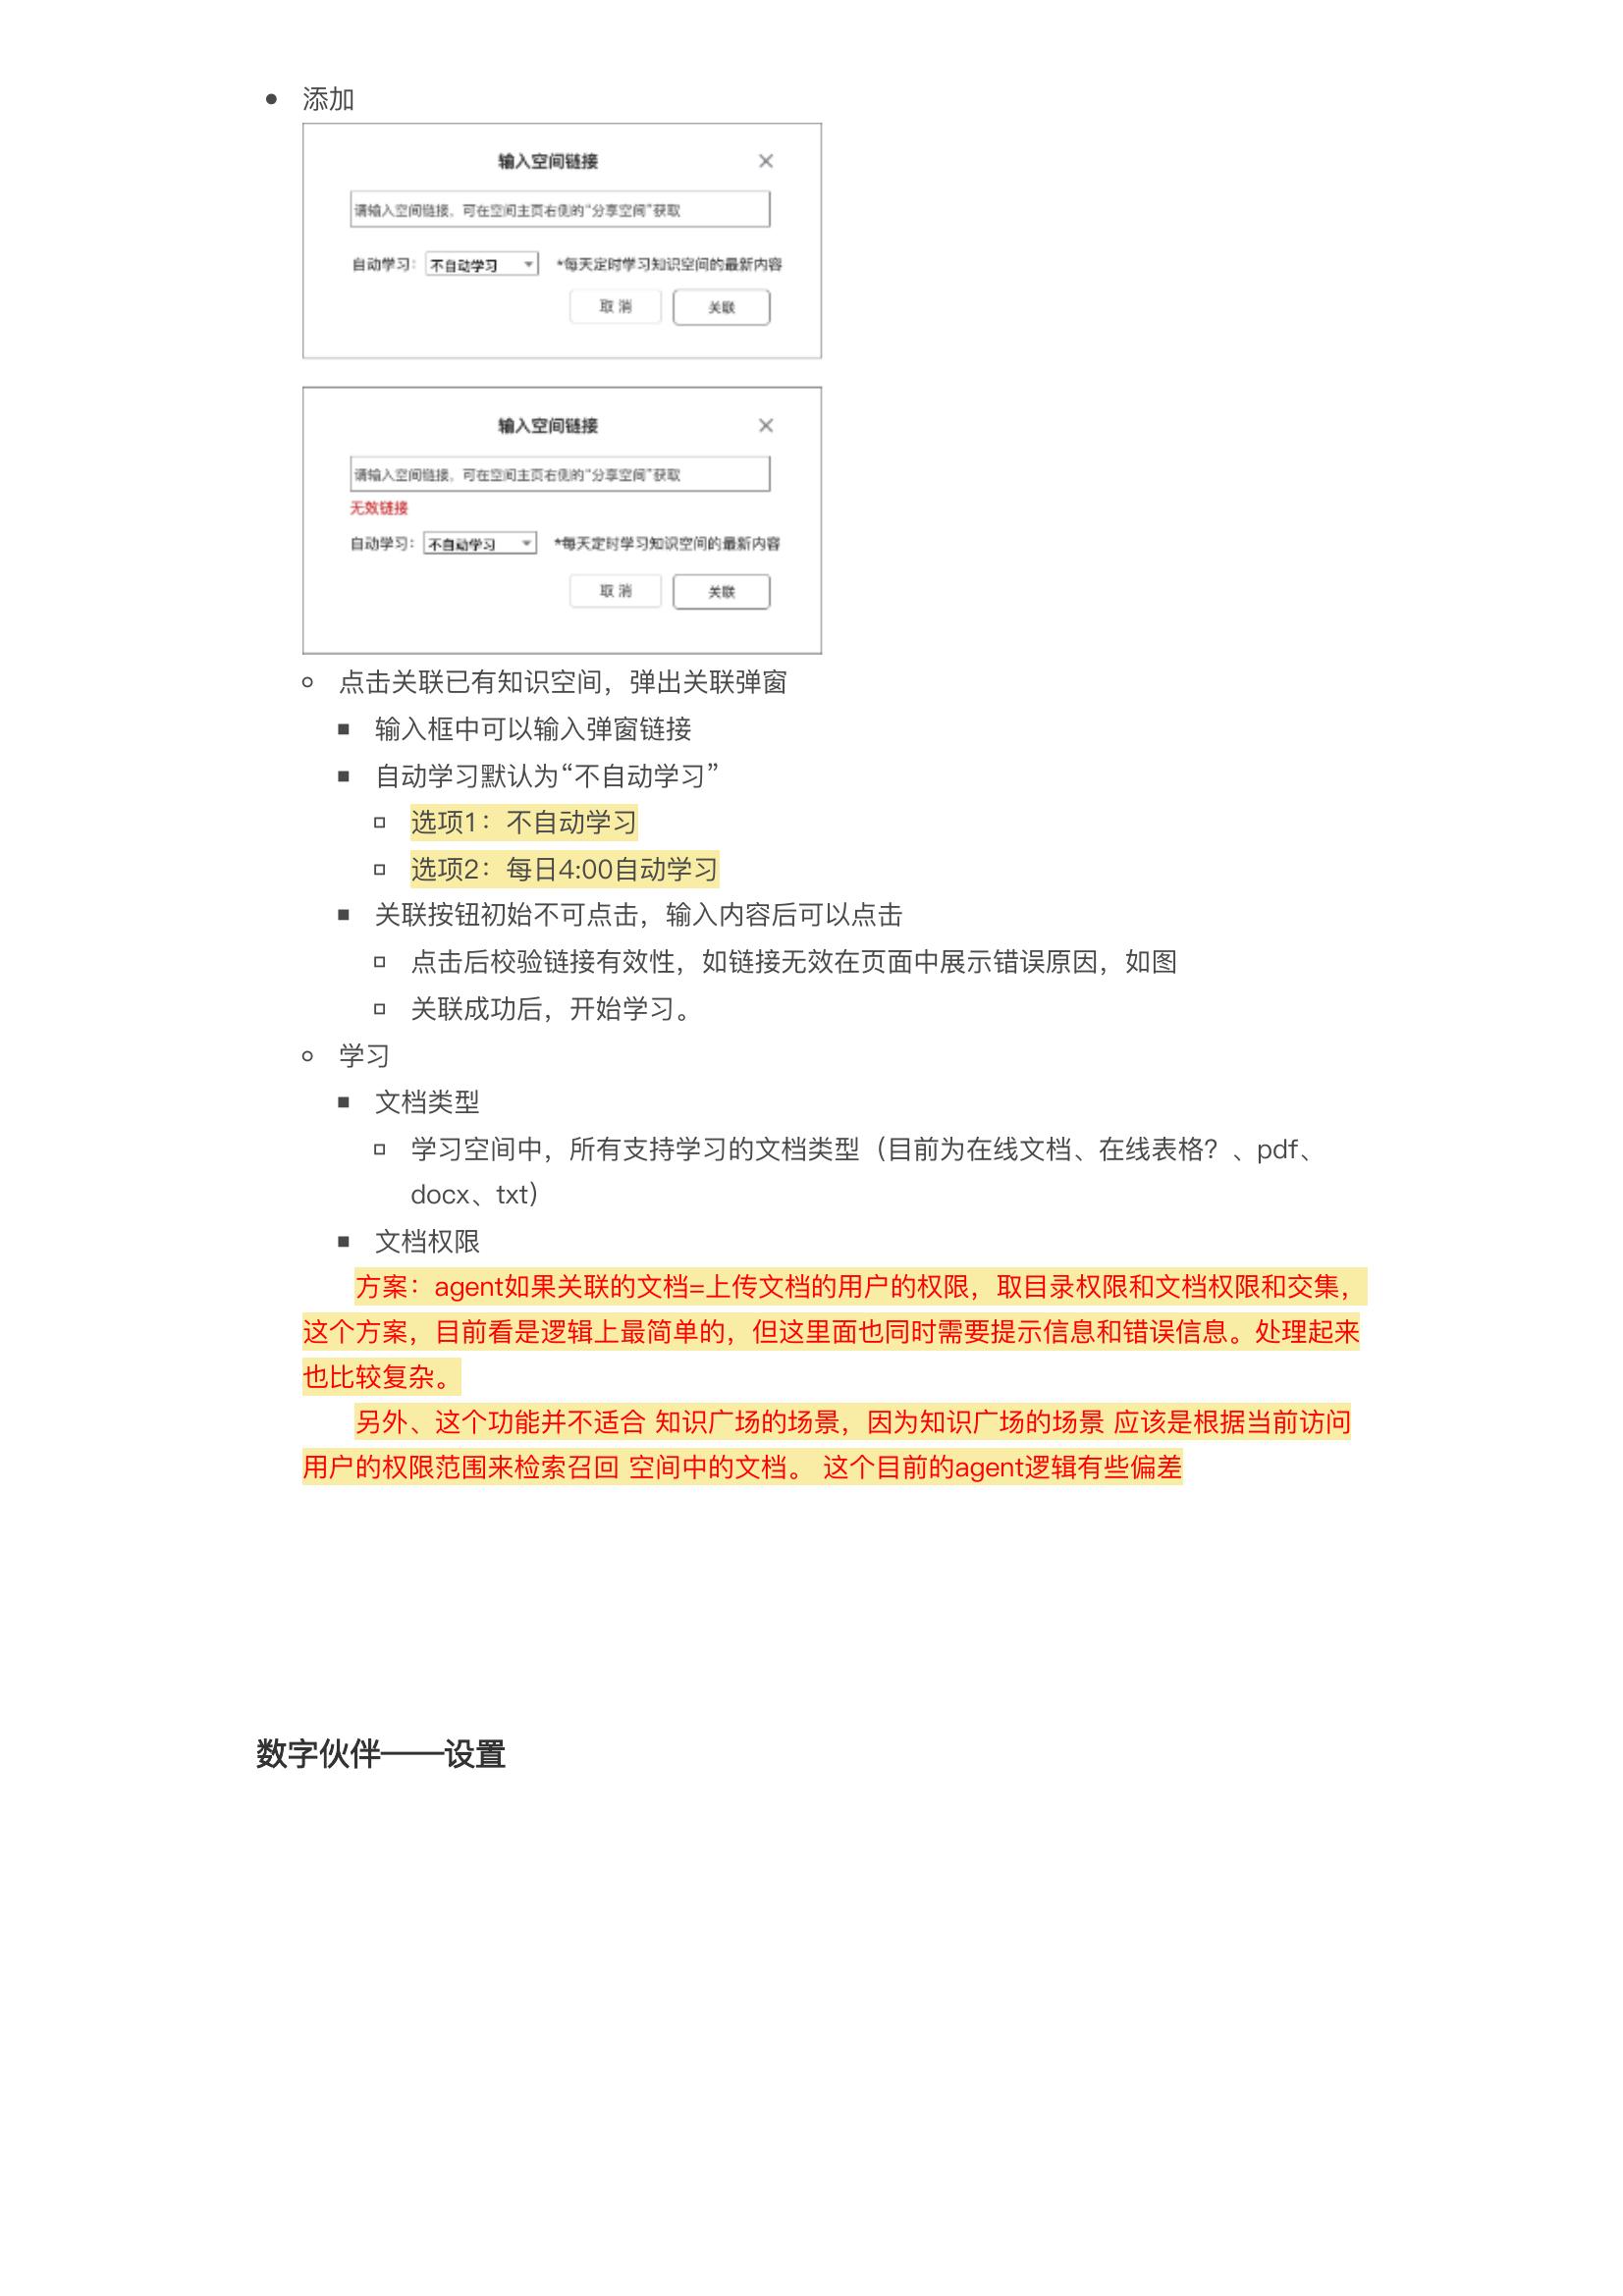 添加
输入空间链接
请输入空间链接，可在空间主页右侧的“分享空间”获取
自动学习： 不自动学习 *每天定时学习知识空间的最新内容
取 消 关联
输入空间链接
请输入空间链接，可在空间主页右侧的“分享空间”获取
无效链接
自动学习： 不自动学习 *每天定时学习知识空间的最新内容
取 消 关联
点击关联已有知识空间，弹出关联弹窗
输入框中可以输入弹窗链接
自动学习默认为“不自动学习”
选项1：不自动学习
选项2：每日4:00自动学习
关联按钮初始不可点击，输入内容后可以点击
点击后校验链接有效性，如链接无效在页面中展示错误原因，如图
关联成功后，开始学习。
学习
文档类型
学习空间中，所有支持学习的文档类型（目前为在线文档、在线表格？、pdf、
docx、txt）
文档权限
方案：agent如果关联的文档=上传文档的用户的权限，取目录权限和文档权限和交集，
这个方案，目前看是逻辑上最简单的，但这里面也同时需要提示信息和错误信息。处理起来
也比较复杂。
另外、这个功能并不适合 知识广场的场景，因为知识广场的场景 应该是根据当前访问
用户的权限范围来检索召回 空间中的文档。 这个目前的agent逻辑有些偏差
数字伙伴——设置